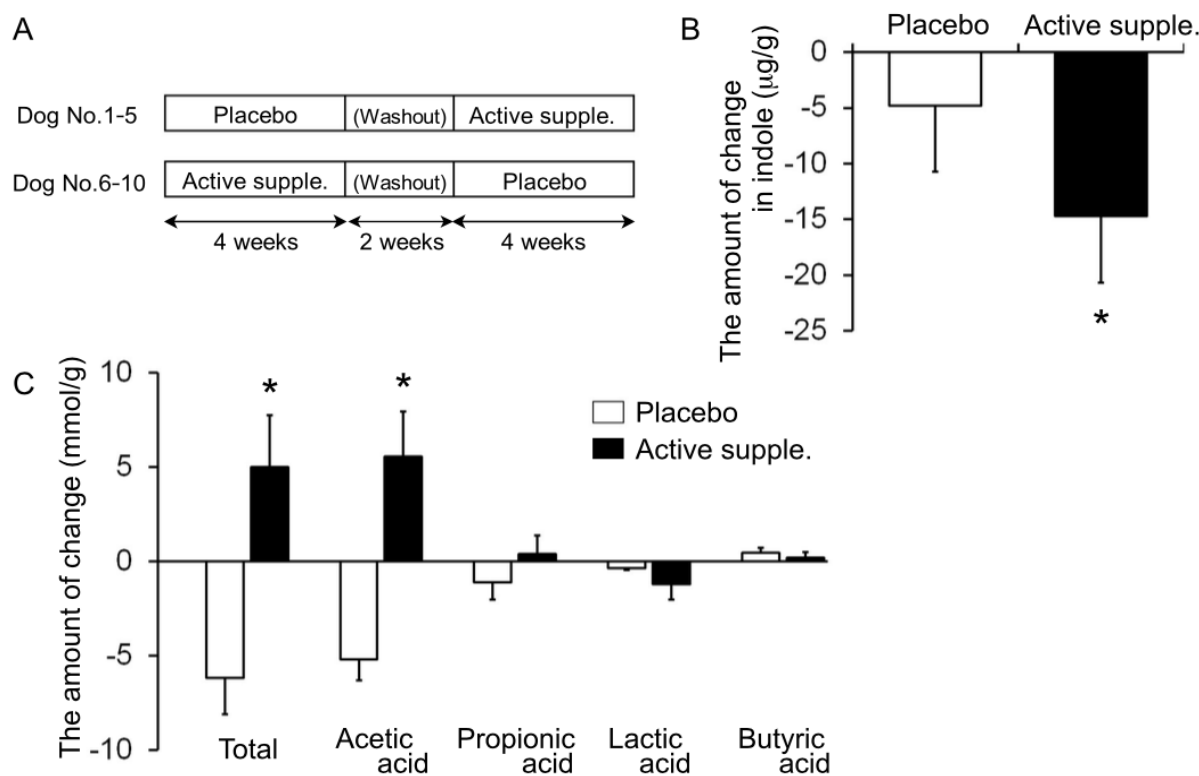 A
Dog No.1-5
Placebo
(Washout)
Active supple.
Dog No.6-10
Active supple.
(Washout)
Placebo
4 weeks
2 weeks
4 weeks
B
Placebo
Active supple.
The amount of change
in indole (μg/g)
0
-5
-10
-15
-20
-25
*
C
The amount of change (mmol/g)
10
5
0
-5
-10
*
*
Placebo
Active supple.
Total
Acetic
acid
Propionic
acid
Lactic
acid
Butyric
acid